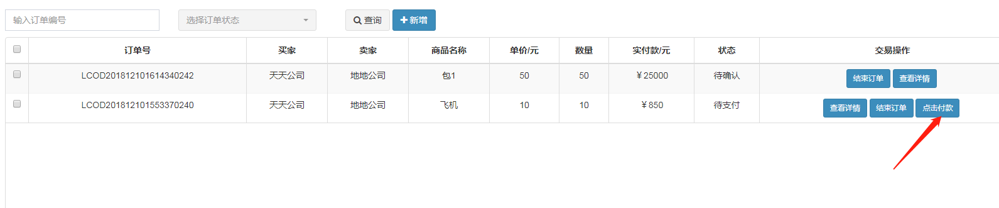 输入订单编号 选择订单状态 查询 新增
订单号 买家 卖家 商品名称 单价/元 数量 实付款/元 状态 交易操作
LCOD201812101614340242 天天公司 地地公司 包1 50 50 ￥25000 待确认 结束订单 查看详情
LCOD201812101553370240 天天公司 地地公司 飞机 10 10 ￥850 待支付 查看详情 结束订单 点击付款